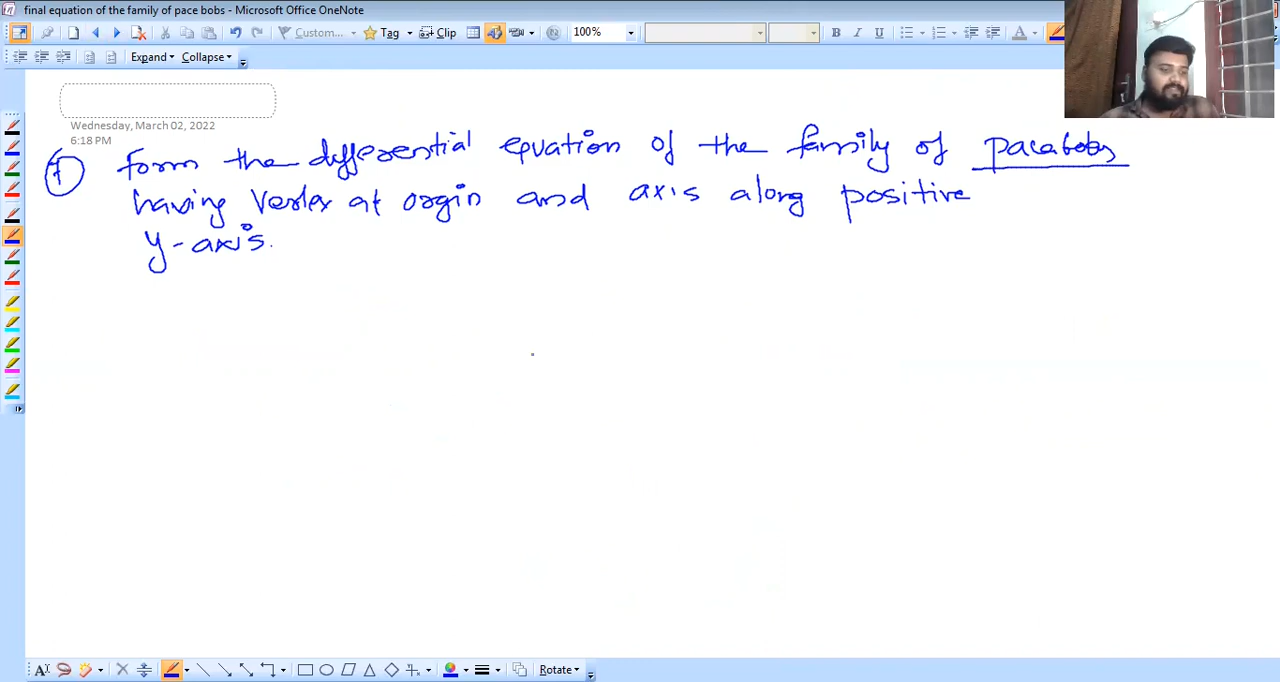 final equation of the family of pace bobs - Microsoft Office OneNote
Custom... Tag Clip 100% B I U A
Expand Collapse
Wednesday, March 02, 2022
6:18 PM
① Form the differential equation of the family of parabolas
having Vertex at orgin and axis along positive
y-axis.
A Rotate